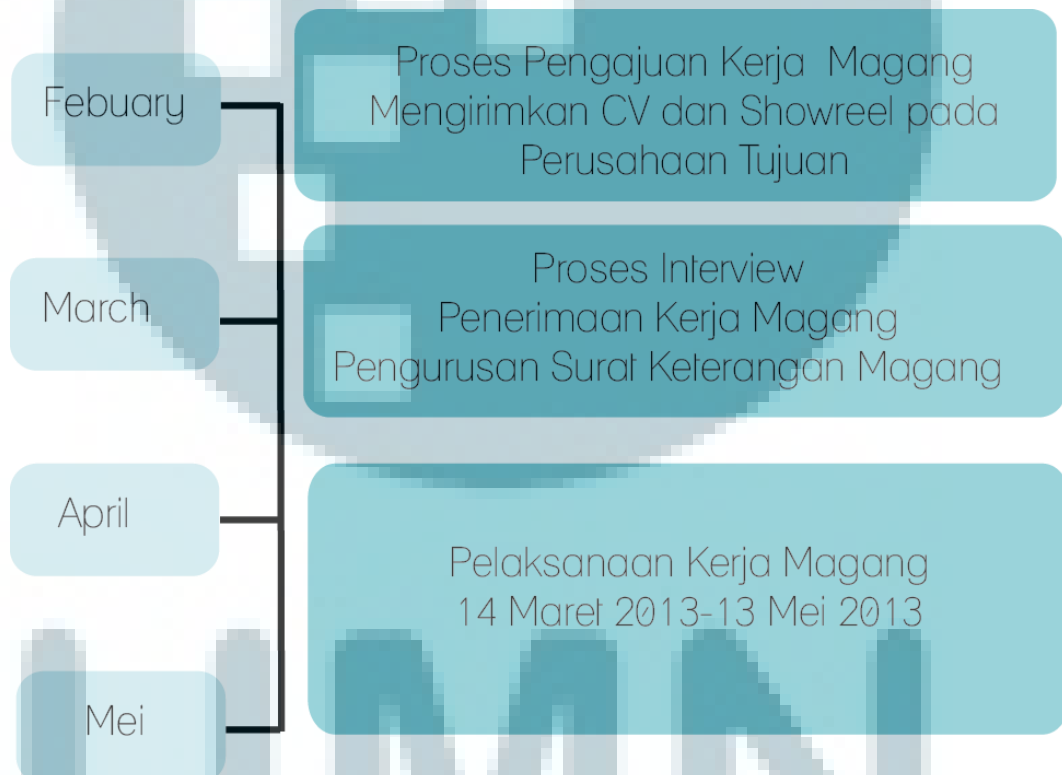 Febuary
Proses Pengajuan Kerja Magang
Mengirimkan CV dan Showreel pada
Perusahaan Tujuan
March
Proses Interview
Penerimaan Kerja Magang
Pengurusan Surat Keterangan Magang
April
Pelaksanaan Kerja Magang
14 Maret 2013-13 Mei 2013
Mei
UMN